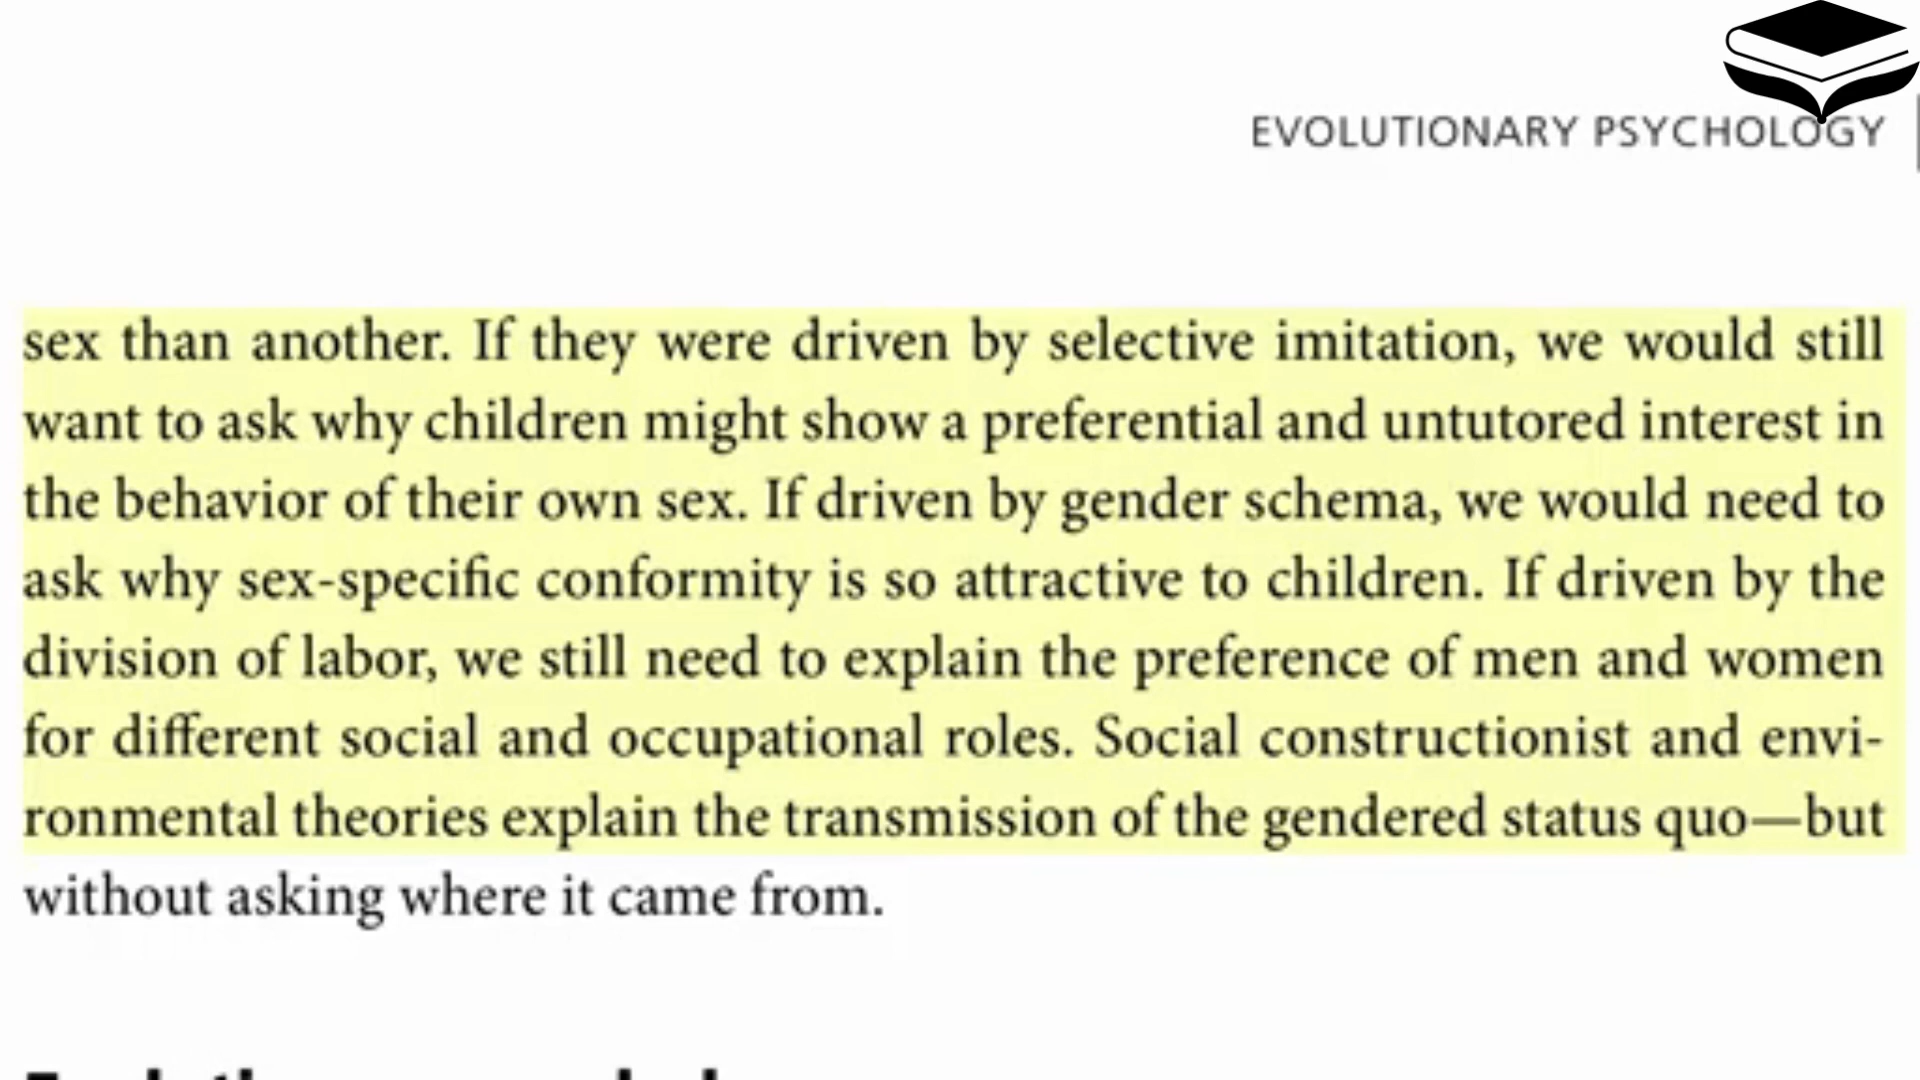 EVOLUTIONARY PSYCHOLOGY
sex than another. If they were driven by selective imitation, we would still
want to ask why children might show a preferential and untutored interest in
the behavior of their own sex. If driven by gender schema, we would need to
ask why sex-specific conformity is so attractive to children. If driven by the
division of labor, we still need to explain the preference of men and women
for different social and occupational roles. Social constructionist and envi-
ronmental theories explain the transmission of the gendered status quo—but
without asking where it came from.